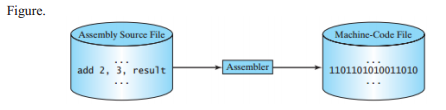 Figure.
Assembly Source File
...
add 2, 3, result
...
Assembler
Machine-Code File
...
1101101010011010
...